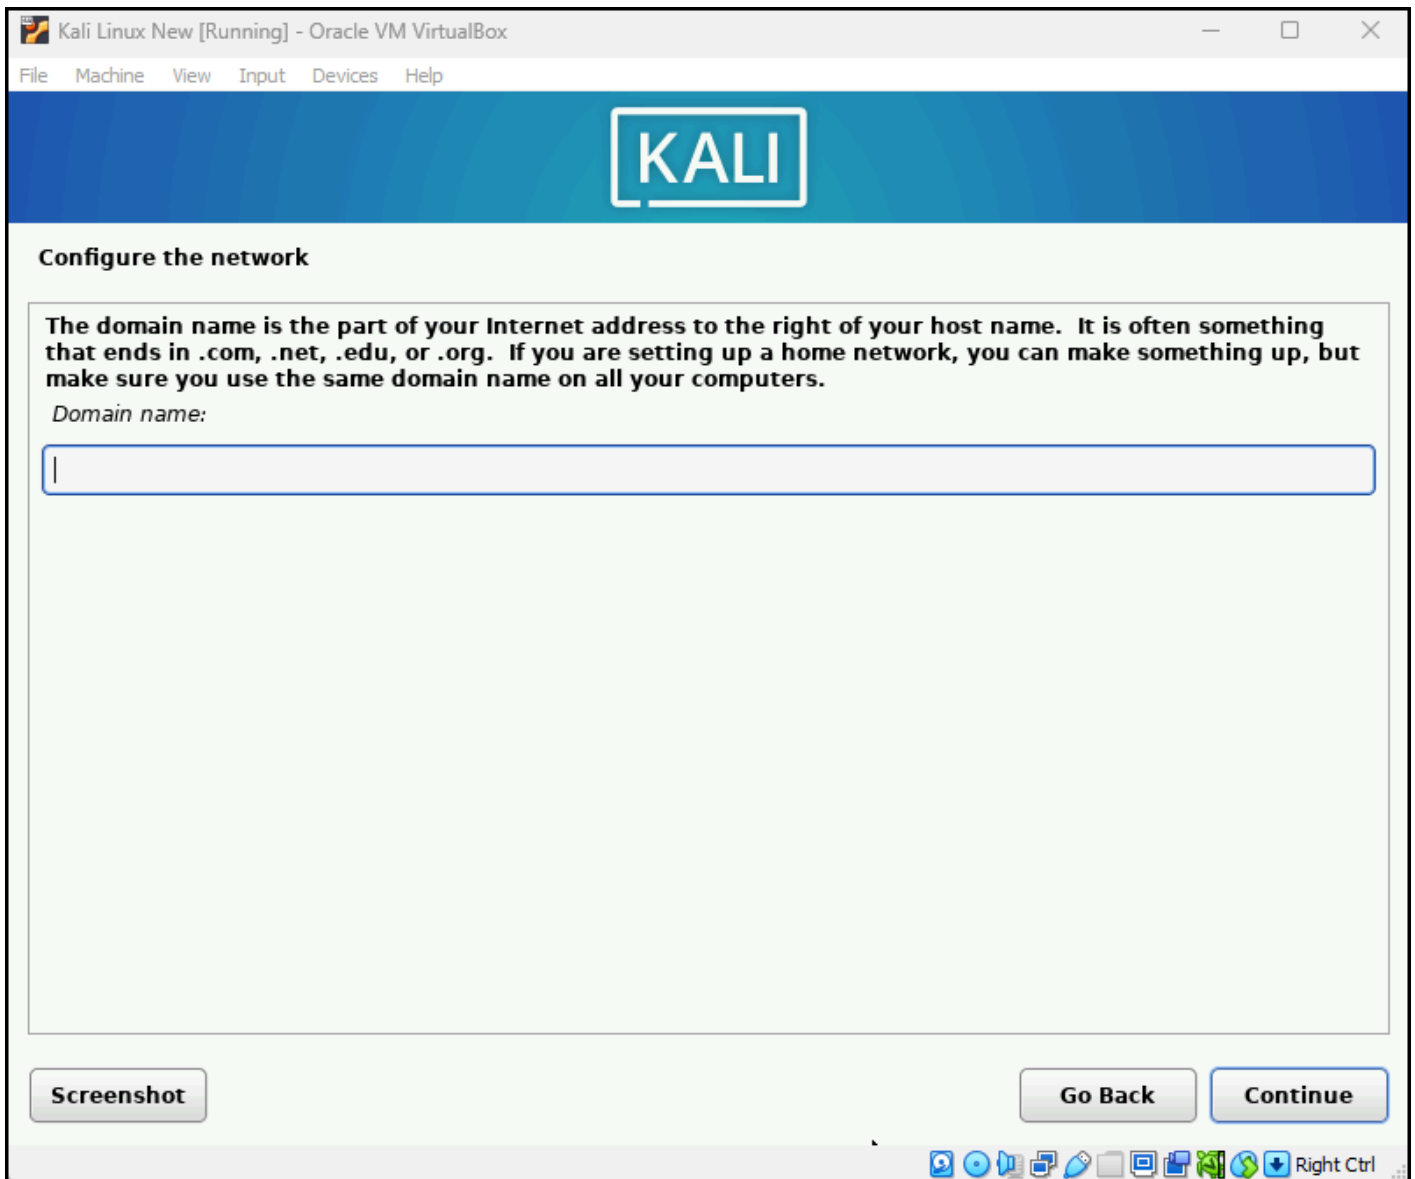 Kali Linux New [Running] - Oracle VM VirtualBox
File Machine View Input Devices Help
KALI
Configure the network
The domain name is the part of your Internet address to the right of your host name.  It is often something
that ends in .com, .net, .edu, or .org.  If you are setting up a home network, you can make something up, but
make sure you use the same domain name on all your computers.
Domain name:
Screenshot Go Back Continue
Right Ctrl